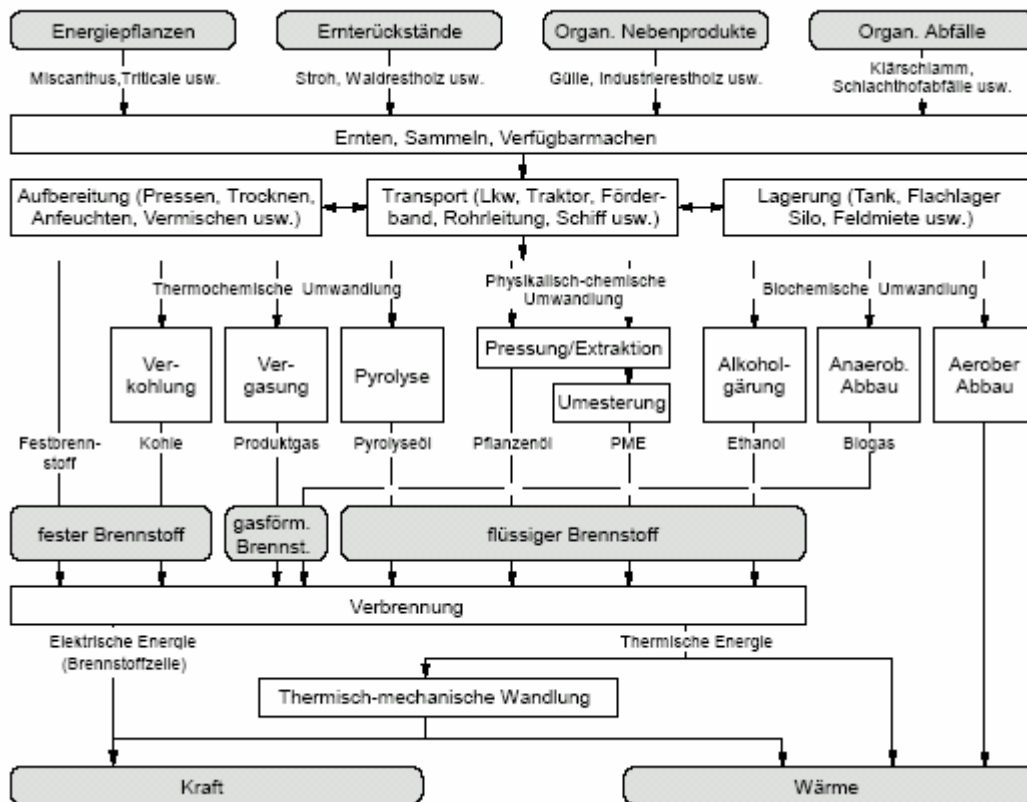 Energiepflanzen
Ernterückstände
Organ. Nebenprodukte
Organ. Abfälle
Miscanthus,Triticale usw.
Stroh, Waldrestholz usw.
Gülle, Industrierestholz usw.
Klärschlamm,
Schlachthofabfälle usw.
Ernten, Sammeln, Verfügbarmachen
Aufbereitung (Pressen, Trocknen,
Anfeuchten, Vermischen usw.)
Transport (Lkw, Traktor, Förder-
band, Rohrleitung, Schiff usw.)
Lagerung (Tank, Flachlager
Silo, Feldmiete usw.)
Thermochemische Umwandlung
Physikalisch-chemische
Umwandlung
Biochemische Umwandlung
Ver-
kohlung
Ver-
gasung
Pyrolyse
Pressung/Extraktion
Umesterung
Alkohol-
gärung
Anaerob.
Abbau
Aerober
Abbau
Festbrenn-
stoff
Kohle
Produktgas
Pyrolyseöl
Pflanzenöl
PME
Ethanol
Biogas
fester Brennstoff
gasförm.
Brennst.
flüssiger Brennstoff
Verbrennung
Elektrische Energie
(Brennstoffzelle)
Thermische Energie
Thermisch-mechanische Wandlung
Kraft
Wärme